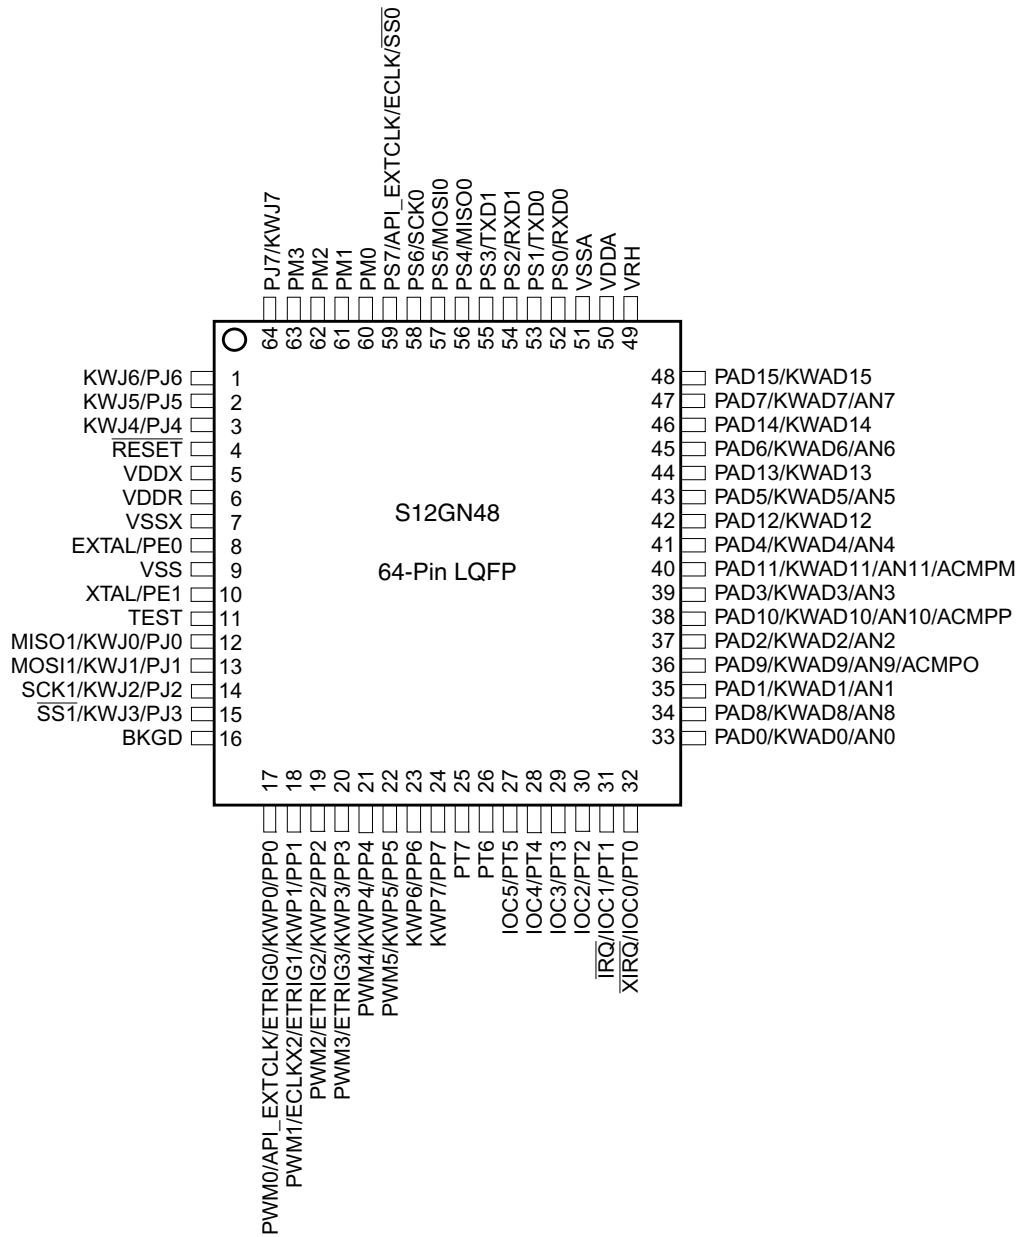 PJ7/KWJ7
PM3
PM2
PM1
PM0
PS7/API_EXTCLK/ECLK/S̅S̅0̅
PS6/SCK0
PS5/MOSI0
PS4/MISO0
PS3/TXD1
PS2/RXD1
PS1/TXD0
PS0/RXD0
VSSA
VDDA
VRH
64
63
62
61
60
59
58
57
56
55
54
53
52
51
50
49
KWJ6/PJ6 1
KWJ5/PJ5 2
KWJ4/PJ4 3
R̅E̅S̅E̅T̅ 4
VDDX 5
VDDR 6
VSSX 7
EXTAL/PE0 8
VSS 9
XTAL/PE1 10
TEST 11
MISO1/KWJ0/PJ0 12
MOSI1/KWJ1/PJ1 13
SCK1/KWJ2/PJ2 14
S̅S̅1̅/KWJ3/PJ3 15
BKGD 16
S12GN48
64-Pin LQFP
48 PAD15/KWAD15
47 PAD7/KWAD7/AN7
46 PAD14/KWAD14
45 PAD6/KWAD6/AN6
44 PAD13/KWAD13
43 PAD5/KWAD5/AN5
42 PAD12/KWAD12
41 PAD4/KWAD4/AN4
40 PAD11/KWAD11/AN11/ACMPM
39 PAD3/KWAD3/AN3
38 PAD10/KWAD10/AN10/ACMPP
37 PAD2/KWAD2/AN2
36 PAD9/KWAD9/AN9/ACMPO
35 PAD1/KWAD1/AN1
34 PAD8/KWAD8/AN8
33 PAD0/KWAD0/AN0
17
18
19
20
21
22
23
24
25
26
27
28
29
30
31
32
PWM0/API_EXTCLK/ETRIG0/KWP0/PP0
PWM1/ECLKX2/ETRIG1/KWP1/PP1
PWM2/ETRIG2/KWP2/PP2
PWM3/ETRIG3/KWP3/PP3
PWM4/KWP4/PP4
PWM5/KWP5/PP5
KWP6/PP6
KWP7/PP7
PT7
PT6
IOC5/PT5
IOC4/PT4
IOC3/PT3
IOC2/PT2
I̅R̅Q̅/IOC1/PT1
X̅I̅R̅Q̅/IOC0/PT0